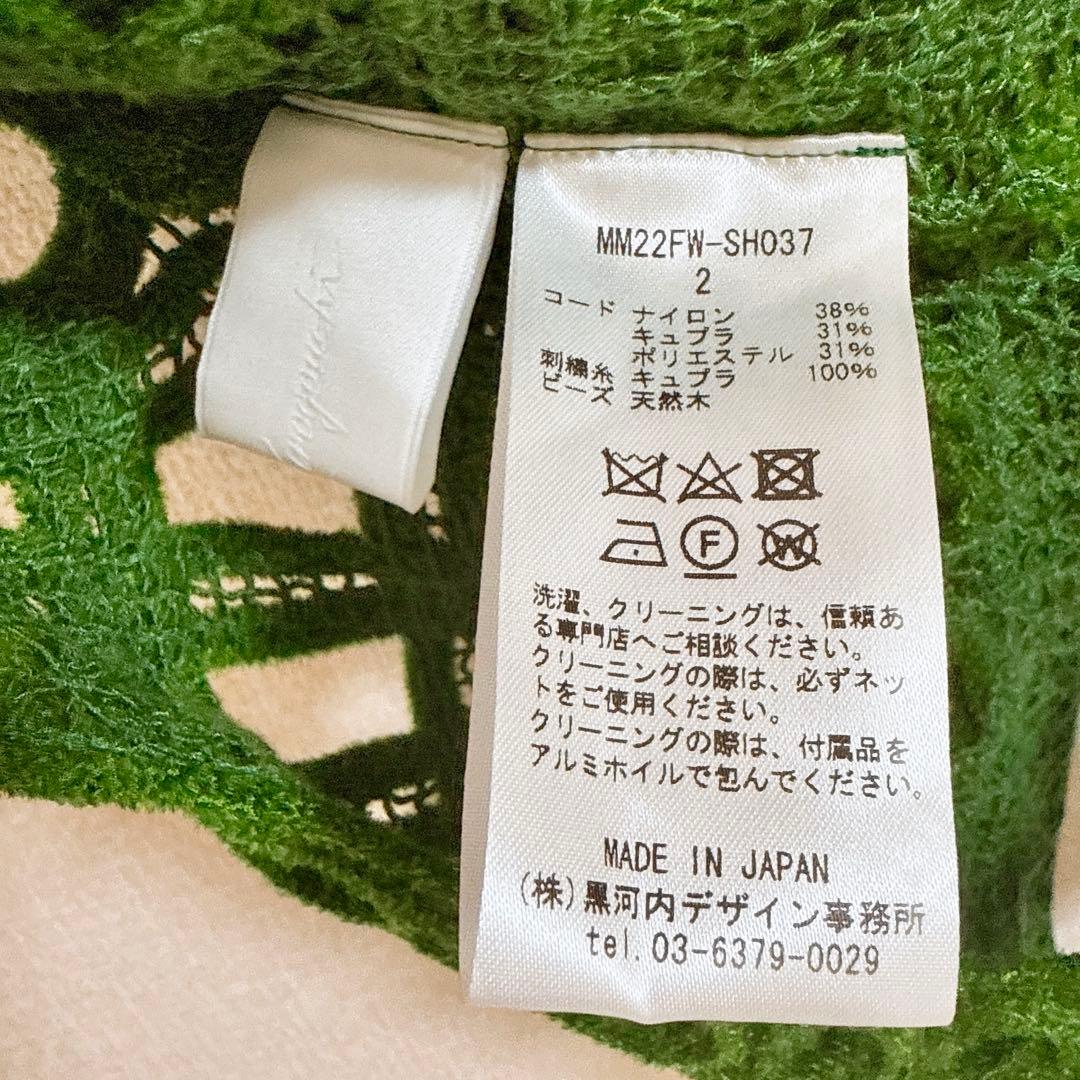 MM22FW-SH037
2
コード ナイロン 38%
キュプラ 31%
ポリエステル 31%
刺繍糸 キュプラ 100%
ビーズ 天然木
F
W
洗濯、クリーニングは、信頼あ
る専門店へご相談ください。
クリーニングの際は、必ずネッ
トをご使用ください。
クリーニングの際は、付属品を
アルミホイルで包んでください。
MADE IN JAPAN
(株)黒河内デザイン事務所
tel.03-6379-0029